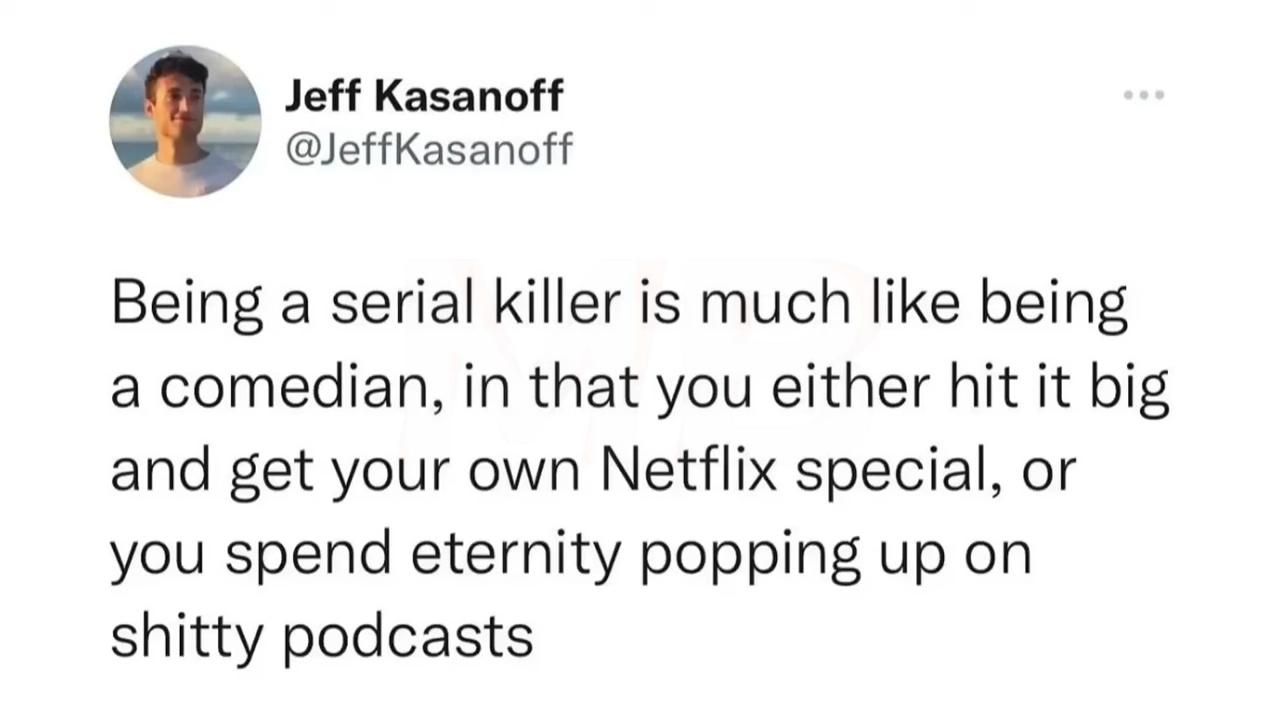 Jeff Kasanoff
@JeffKasanoff
Being a serial killer is much like being
a comedian, in that you either hit it big
and get your own Netflix special, or
you spend eternity popping up on
shitty podcasts